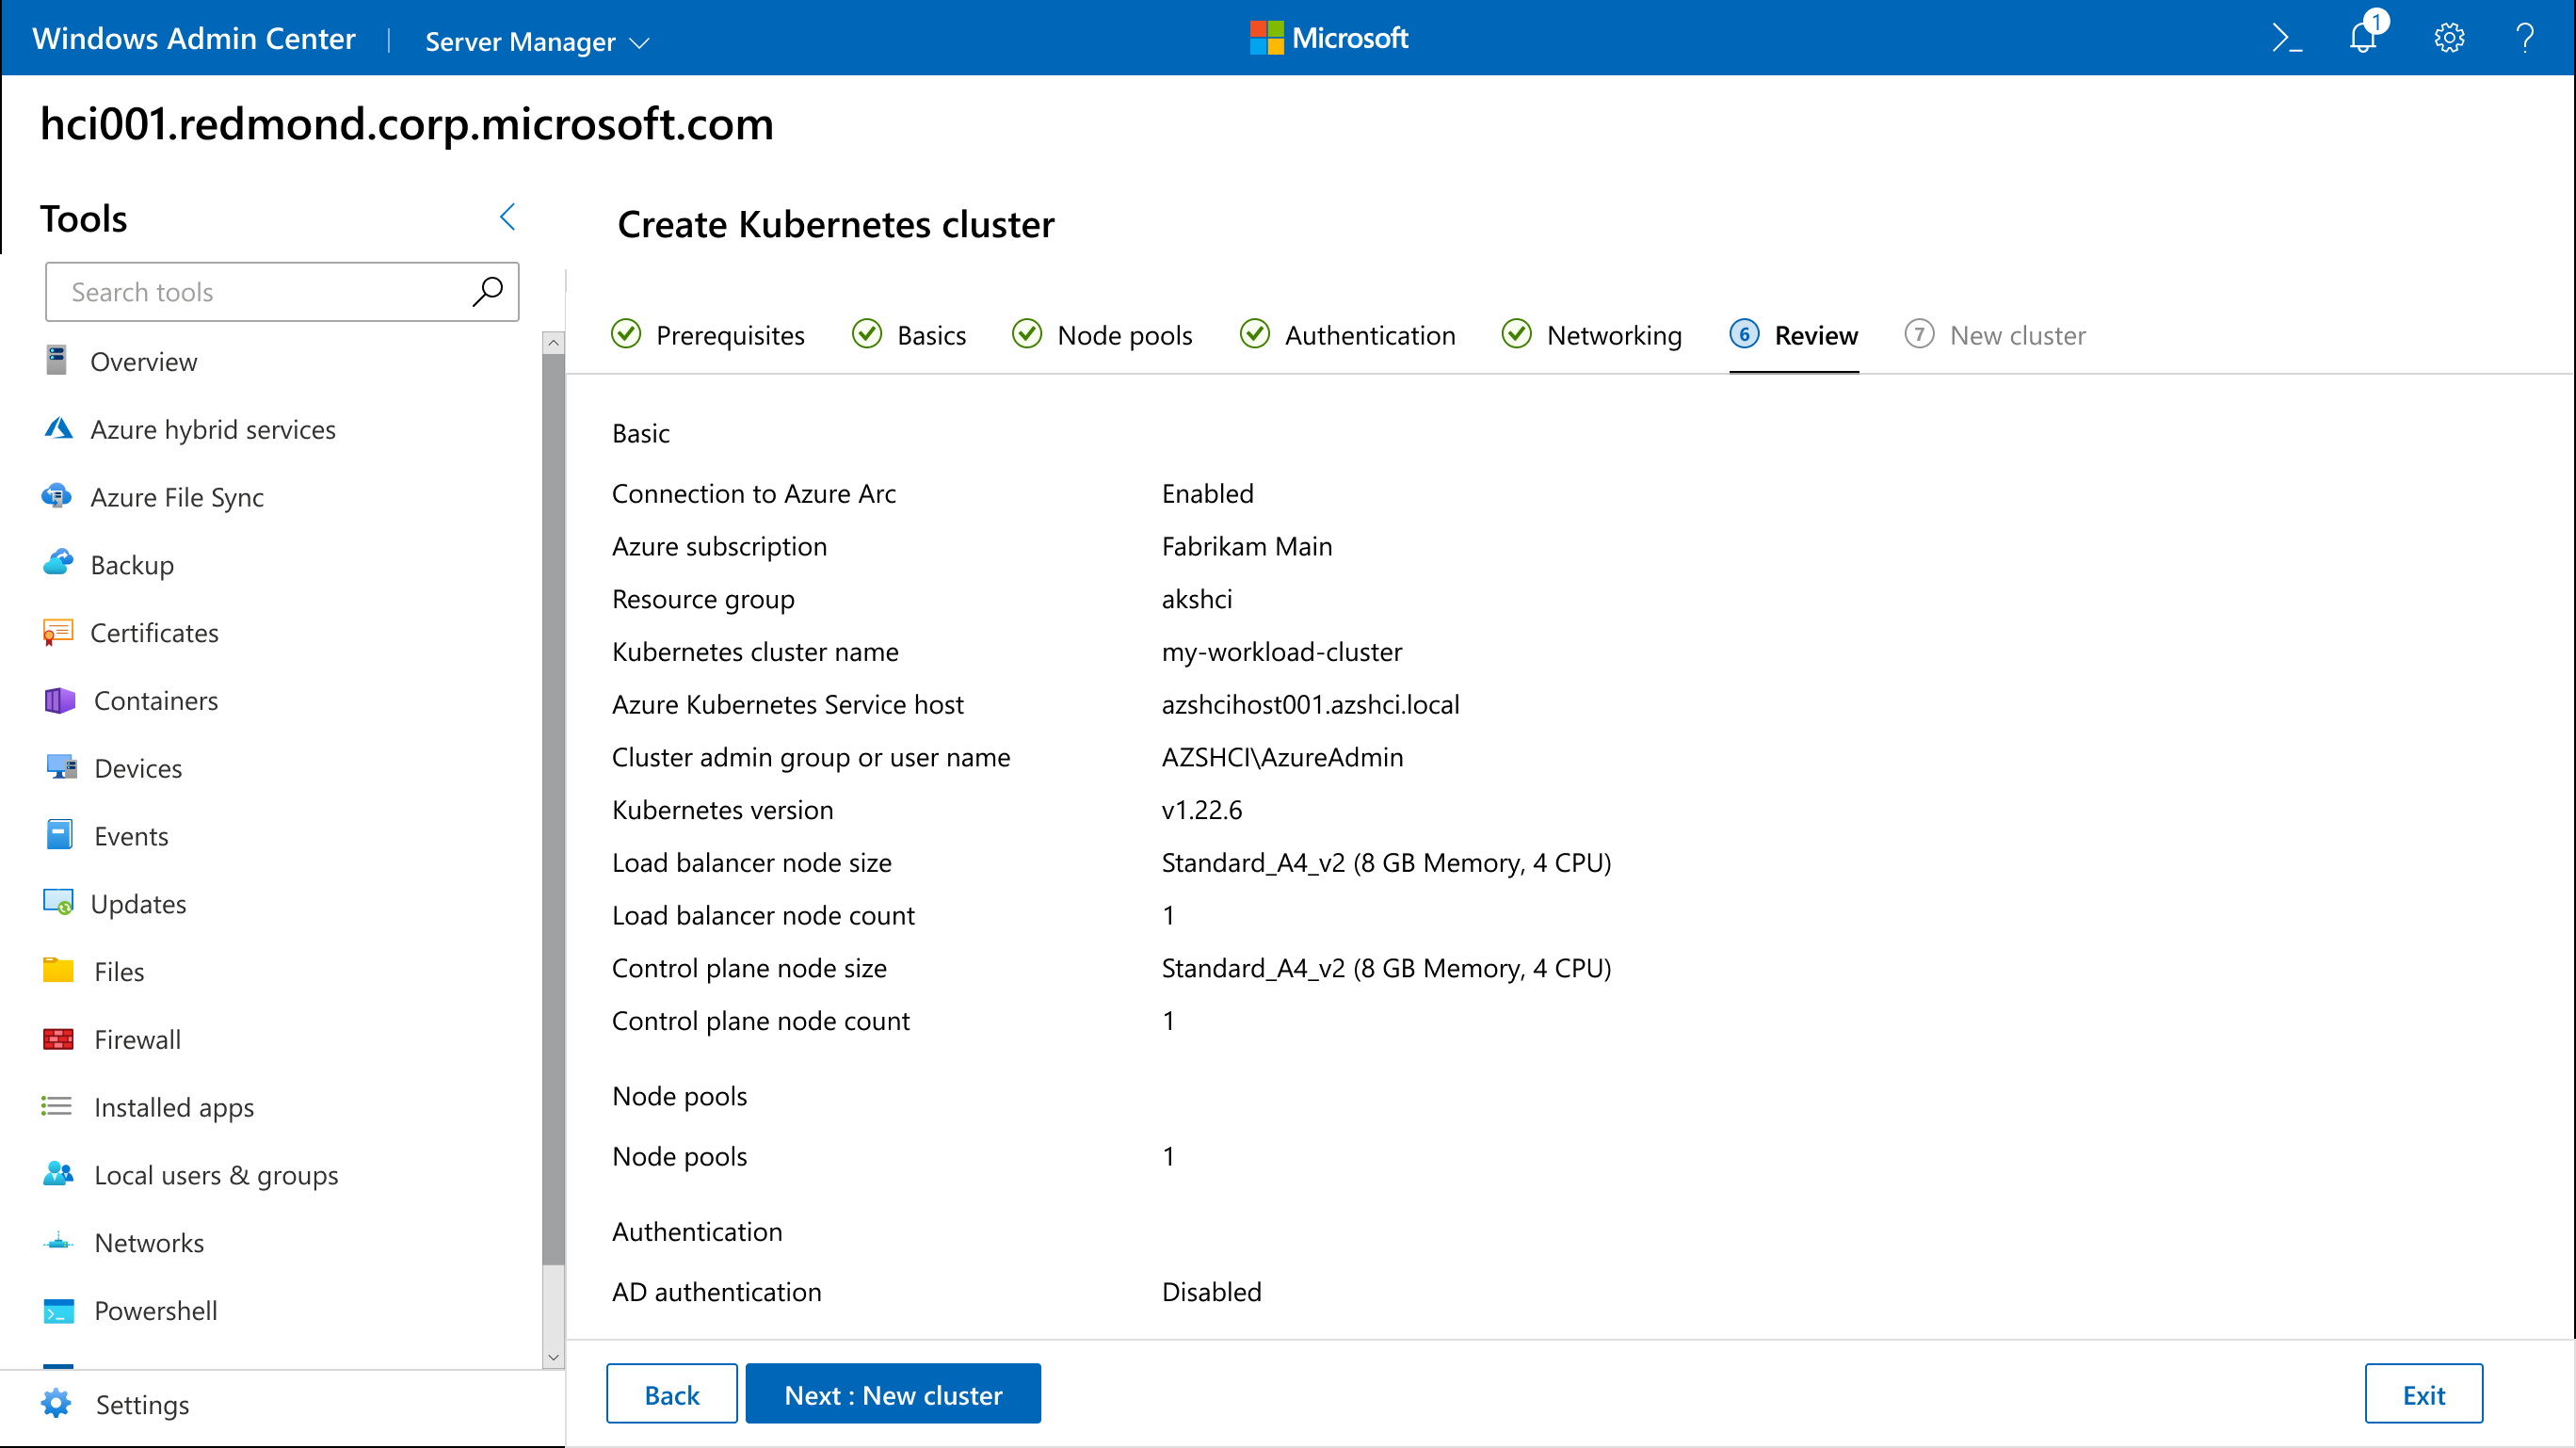 Windows Admin Center | Server Manager
Microsoft
1
hci001.redmond.corp.microsoft.com
Tools
Search tools
Overview
Azure hybrid services
Azure File Sync
Backup
Certificates
Containers
Devices
Events
Updates
Files
Firewall
Installed apps
Local users & groups
Networks
Powershell
Settings
Create Kubernetes cluster
Prerequisites Basics Node pools Authentication Networking 6 Review 7 New cluster
Basic
Connection to Azure Arc Enabled
Azure subscription Fabrikam Main
Resource group akshci
Kubernetes cluster name my-workload-cluster
Azure Kubernetes Service host azshcihost001.azshci.local
Cluster admin group or user name AZSHCI\AzureAdmin
Kubernetes version v1.22.6
Load balancer node size Standard_A4_v2 (8 GB Memory, 4 CPU)
Load balancer node count 1
Control plane node size Standard_A4_v2 (8 GB Memory, 4 CPU)
Control plane node count 1
Node pools
Node pools 1
Authentication
AD authentication Disabled
Back Next : New cluster Exit